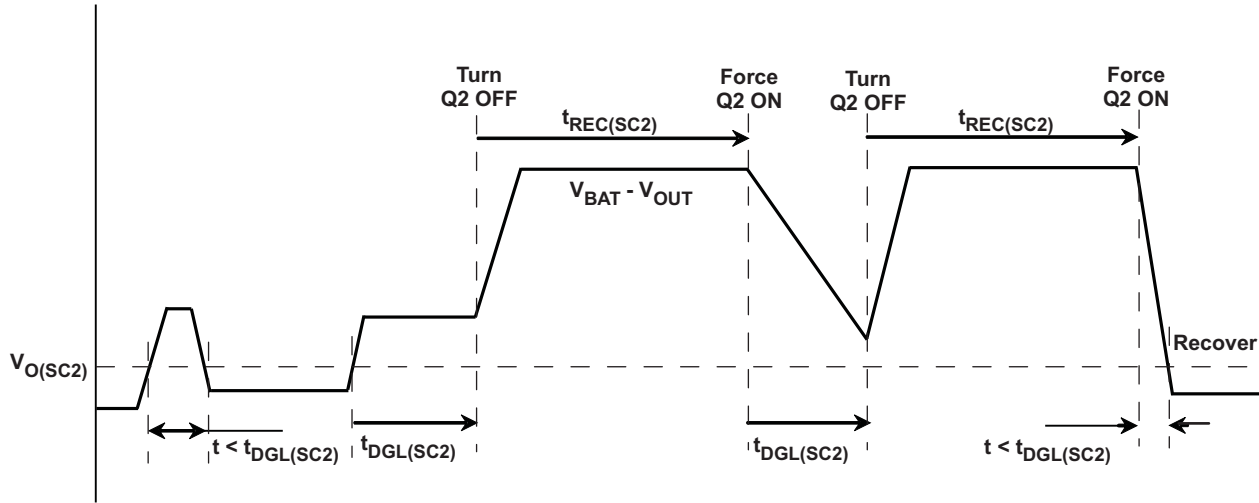 Turn
Q2 OFF
Force
Q2 ON
Turn
Q2 OFF
Force
Q2 ON
tREC(SC2)
tREC(SC2)
VBAT - VOUT
VO(SC2)
Recover
t < tDGL(SC2)
tDGL(SC2)
tDGL(SC2)
t < tDGL(SC2)